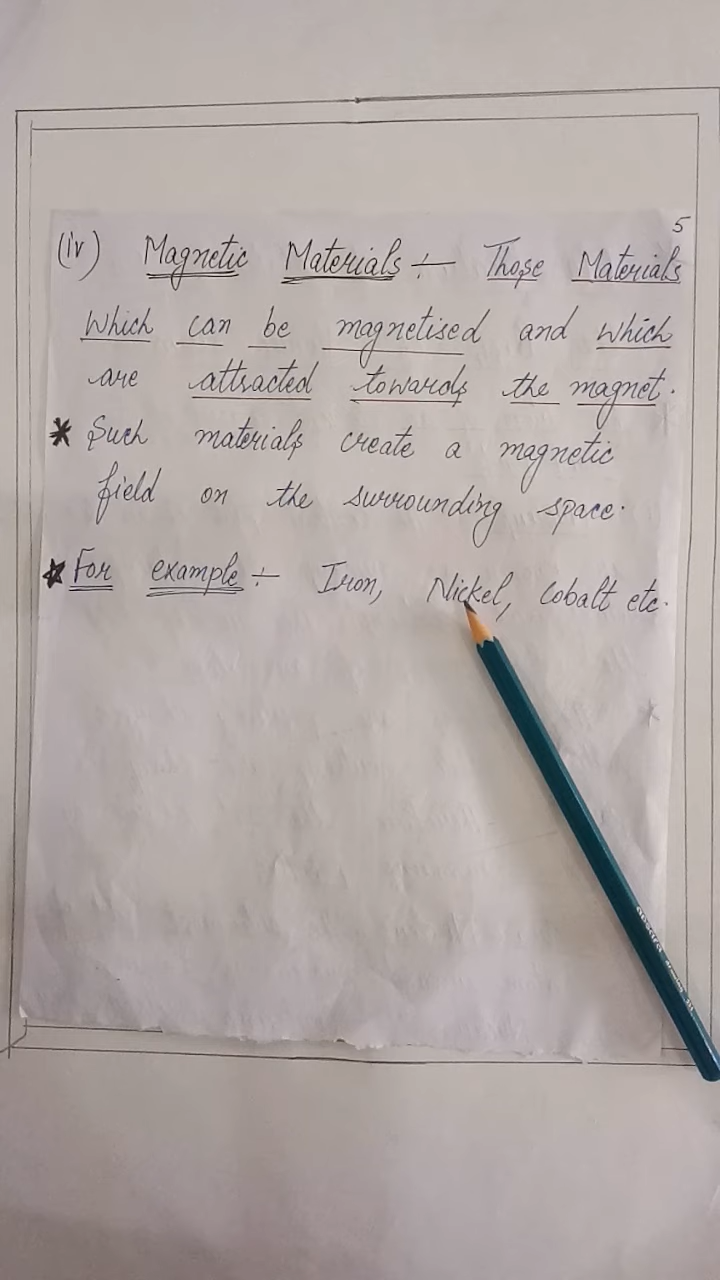 5
(iv) Magnetic Materials ÷ Those Materials
which can be magnetised and which
are attracted towards the magnet.
* Such materials create a magnetic
field on the surrounding space.
* For example ÷ Iron, Nickel, Cobalt etc.